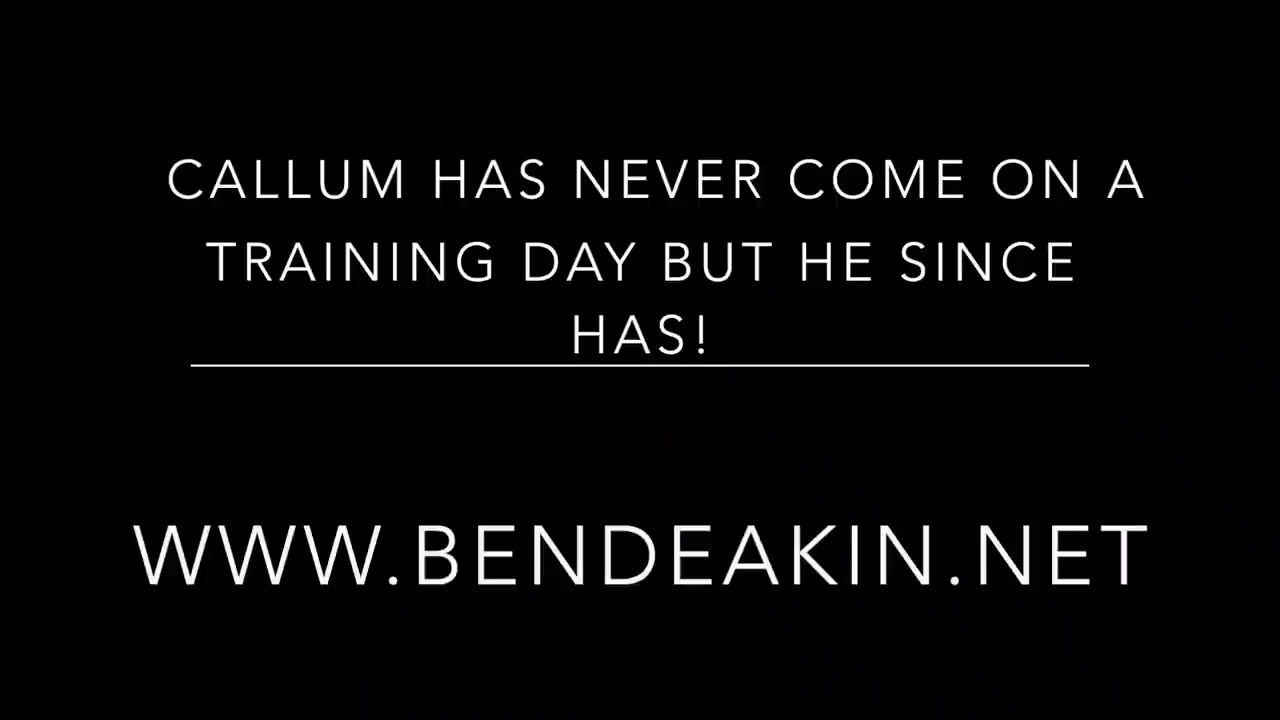 CALLUM HAS NEVER COME ON A
TRAINING DAY BUT HE SINCE
HAS!
WWW.BENDEAKIN.NET